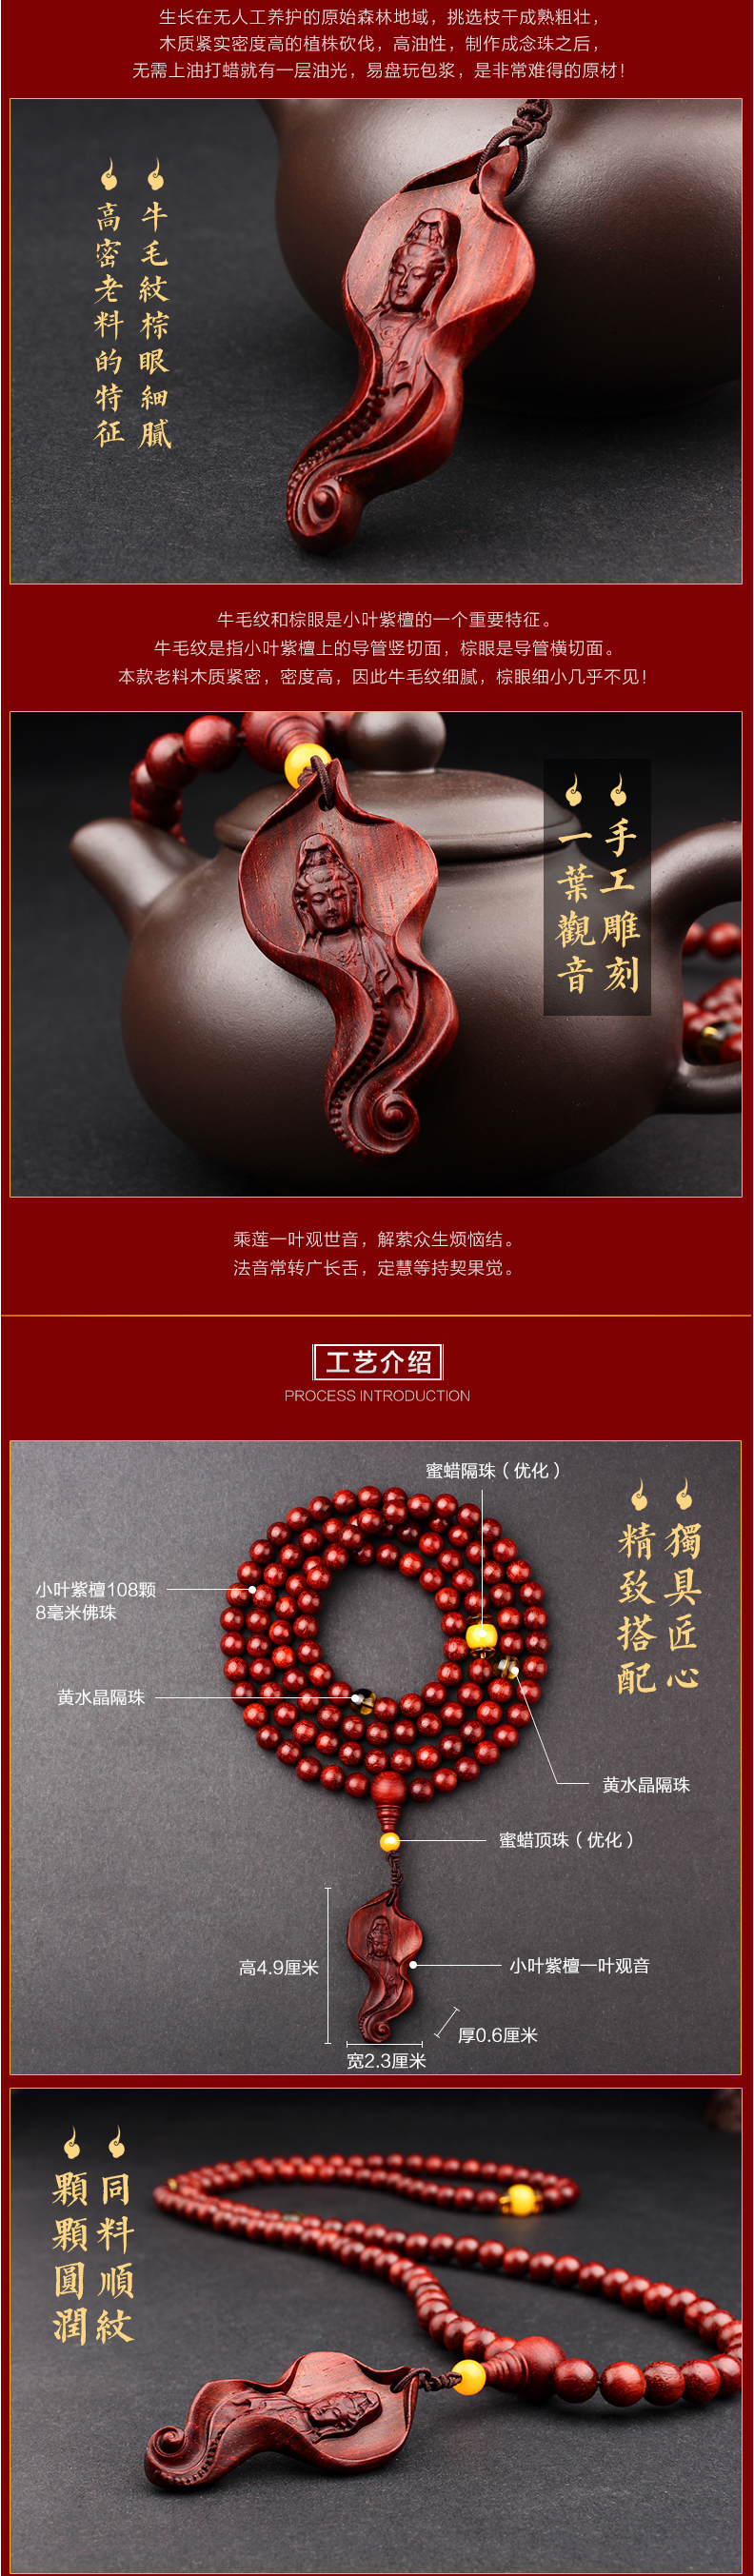 生长在无人工养护的原始森林地域，挑选枝干成熟粗壮，
木质紧实密度高的植株砍伐，高油性，制作成念珠之后，
无需上油打蜡就有一层油光，易盘玩包浆，是非常难得的原材！
牛毛紋棕眼細膩
高密老料的特征
牛毛纹和棕眼是小叶紫檀的一个重要特征。
牛毛纹是指小叶紫檀上的导管竖切面，棕眼是导管横切面。
本款老料木质紧密，密度高，因此牛毛纹细腻，棕眼细小几乎不见！
手工雕刻
一葉觀音
乘莲一叶观世音，解萦众生烦恼结。
法音常转广长舌，定慧等持契果觉。
工艺介绍
PROCESS INTRODUCTION
獨具匠心
精致搭配
蜜蜡隔珠（优化）
小叶紫檀108颗
8毫米佛珠
黄水晶隔珠
黄水晶隔珠
蜜蜡顶珠（优化）
小叶紫檀一叶观音
高4.9厘米
厚0.6厘米
宽2.3厘米
同料順紋
顆顆圓潤